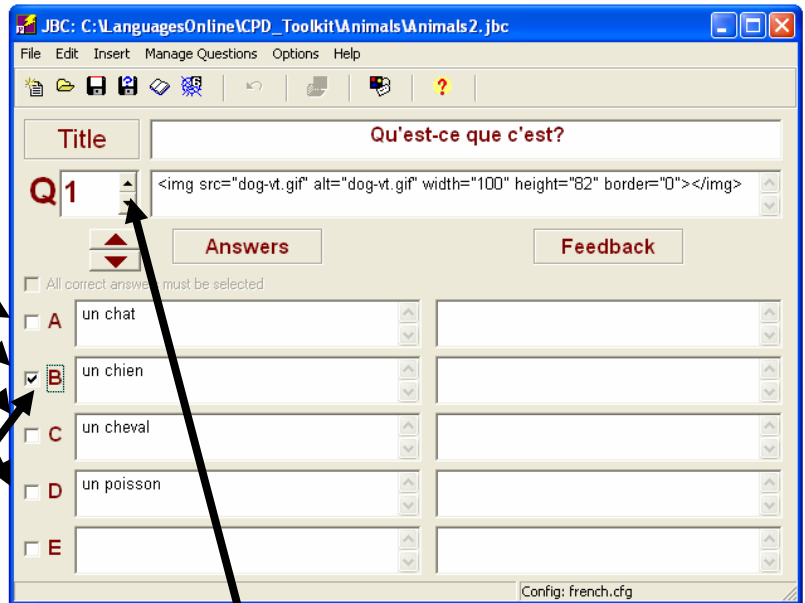 JBC: C:\LanguagesOnline\CPD_Toolkit\Animals\Animals2.jbc
File Edit Insert Manage Questions Options Help
Title Qu'est-ce que c'est?
Q 1 <img src="dog-vt.gif" alt="dog-vt.gif" width="100" height="82" border="0"></img>
Answers Feedback
All correct answers must be selected
A un chat
B un chien
C un cheval
D un poisson
E
Config: french.cfg